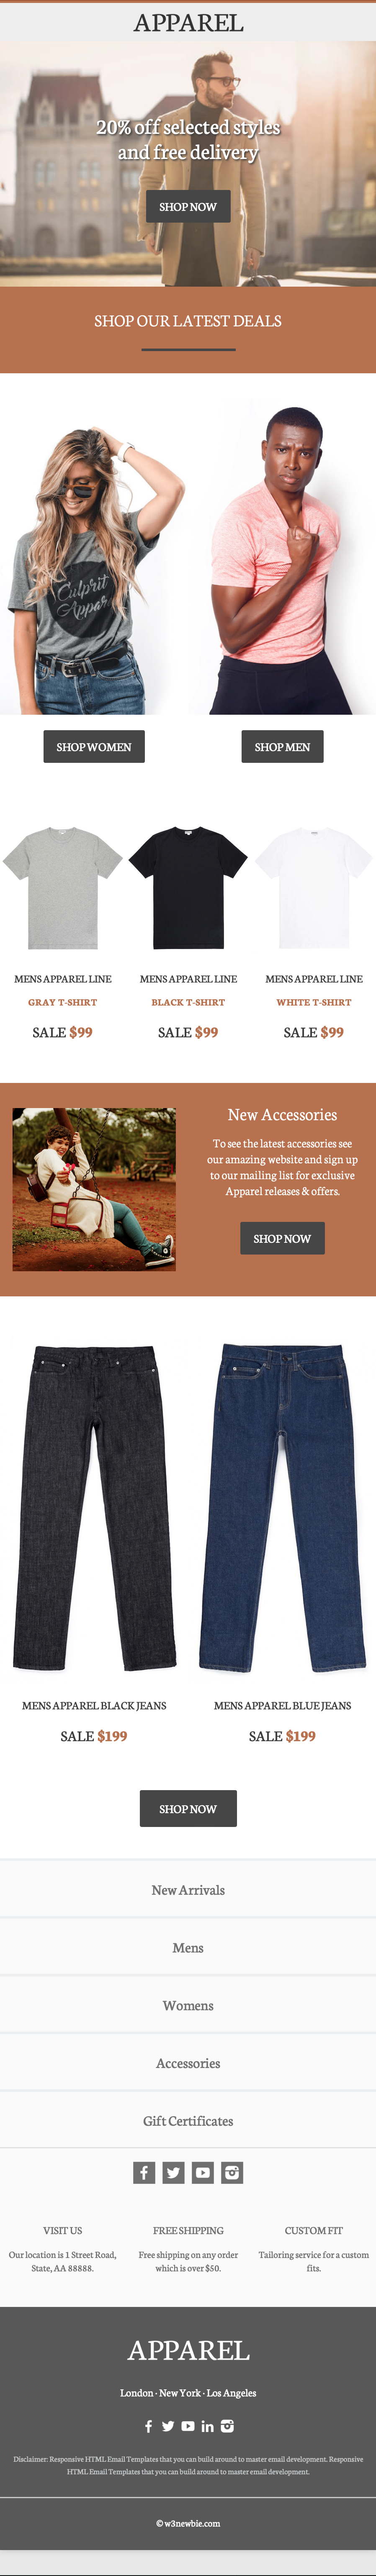 APPAREL
20% off selected styles
and free delivery
SHOP NOW
SHOP OUR LATEST DEALS
Culprit
Appar
SHOP WOMEN
SHOP MEN
MENS APPAREL LINE
GRAY T-SHIRT
SALE $99
MENS APPAREL LINE
BLACK T-SHIRT
SALE $99
MENS APPAREL LINE
WHITE T-SHIRT
SALE $99
New Accessories
To see the latest accessories see
our amazing website and sign up
to our mailing list for exclusive
Apparel releases & offers.
SHOP NOW
MENS APPAREL BLACK JEANS
SALE $199
MENS APPAREL BLUE JEANS
SALE $199
SHOP NOW
New Arrivals
Mens
Womens
Accessories
Gift Certificates
VISIT US
Our location is 1 Street Road,
State, AA 88888.
FREE SHIPPING
Free shipping on any order
which is over $50.
CUSTOM FIT
Tailoring service for a custom
fits.
APPAREL
London · New York · Los Angeles
Disclaimer: Responsive HTML Email Templates that you can build around to master email development. Responsive
HTML Email Templates that you can build around to master email development.
© w3newbie.com